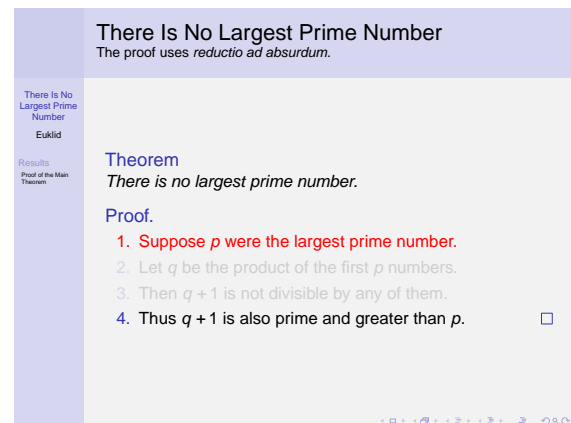 There Is No Largest Prime Number
The proof uses reductio ad absurdum.
There Is No
Largest Prime
Number
Euklid
Results
Proof of the Main
Theorem
Theorem
There is no largest prime number.
Proof.
1. Suppose p were the largest prime number.
2. Let q be the product of the first p numbers.
3. Then q + 1 is not divisible by any of them.
4. Thus q + 1 is also prime and greater than p.